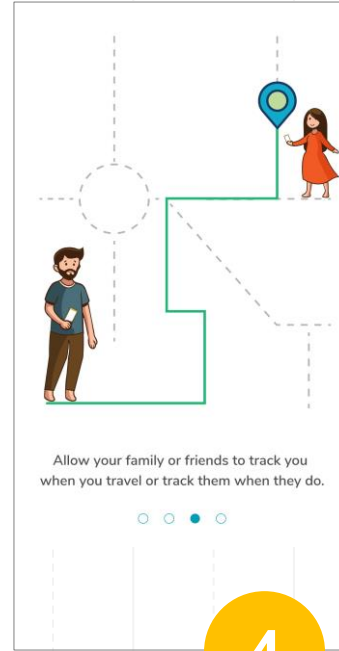 Allow your family or friends to track you
when you travel or track them when they do.
4